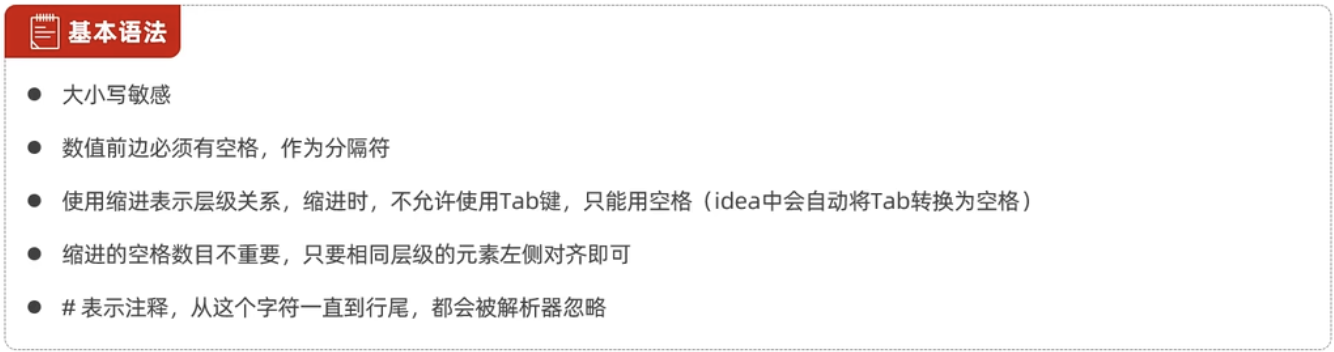 基本语法
● 大小写敏感
● 数值前边必须有空格，作为分隔符
● 使用缩进表示层级关系，缩进时，不允许使用Tab键，只能用空格（idea中会自动将Tab转换为空格）
● 缩进的空格数目不重要，只要相同层级的元素左侧对齐即可
● # 表示注释，从这个字符一直到行尾，都会被解析器忽略